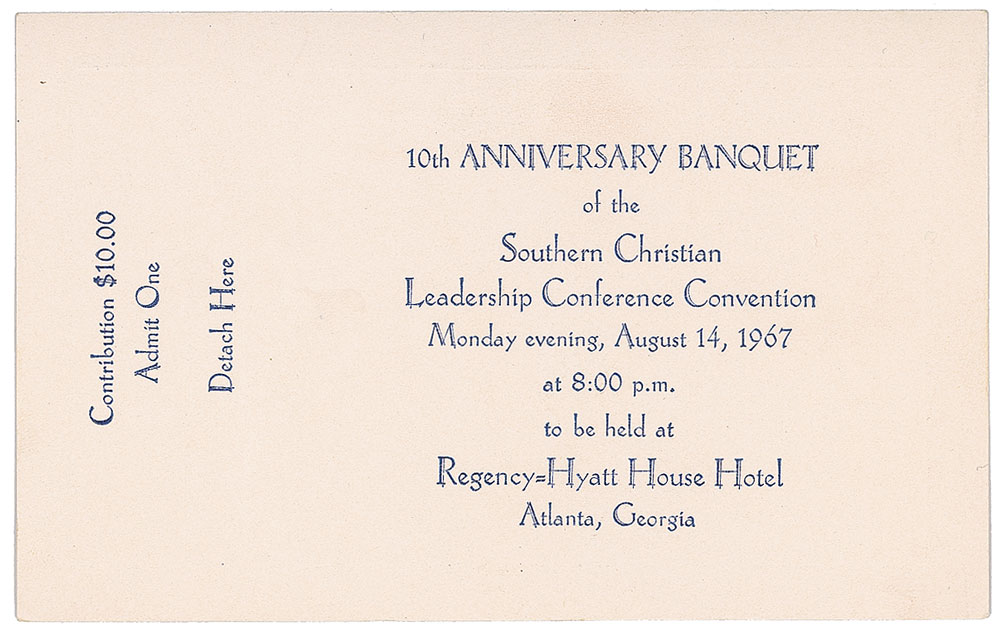 Contribution $10.00
Admit One
Detach Here
10th ANNIVERSARY BANQUET
of the
Southern Christian
Leadership Conference Convention
Monday evening, August 14, 1967
at 8:00 p.m.
to be held at
Regency=Hyatt House Hotel
Atlanta, Georgia